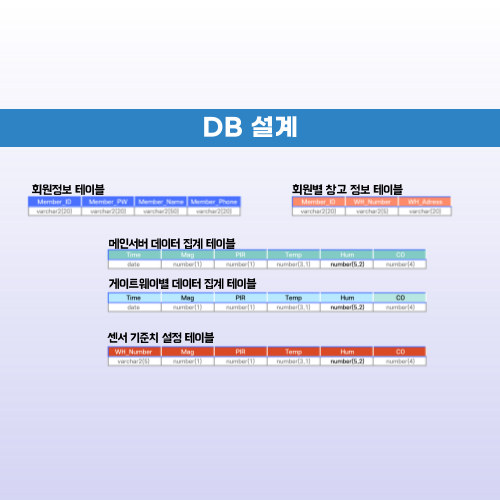 DB 설계
회원정보 테이블
Member_ID Member_PW Member_Name Member_Phone
varchar2(20) varchar2(20) varchar2(50) varchar2(20)
회원별 창고 정보 테이블
Member_ID WH_Number WH_Adress
varchar2(20) varchar2(5) varchar(20)
메인서버 데이터 집계 테이블
Time Mag PIR Temp Hum CO
date number(1) number(1) number(3,1) number(5,2) number(4)
게이트웨이별 데이터 집계 테이블
Time Mag PIR Temp Hum CO
date number(1) number(1) number(3,1) number(5,2) number(4)
센서 기준치 설정 테이블
WH_Number Mag PIR Temp Hum CO
varchar2(5) number(1) number(1) number(3,1) number(5,2) number(4)